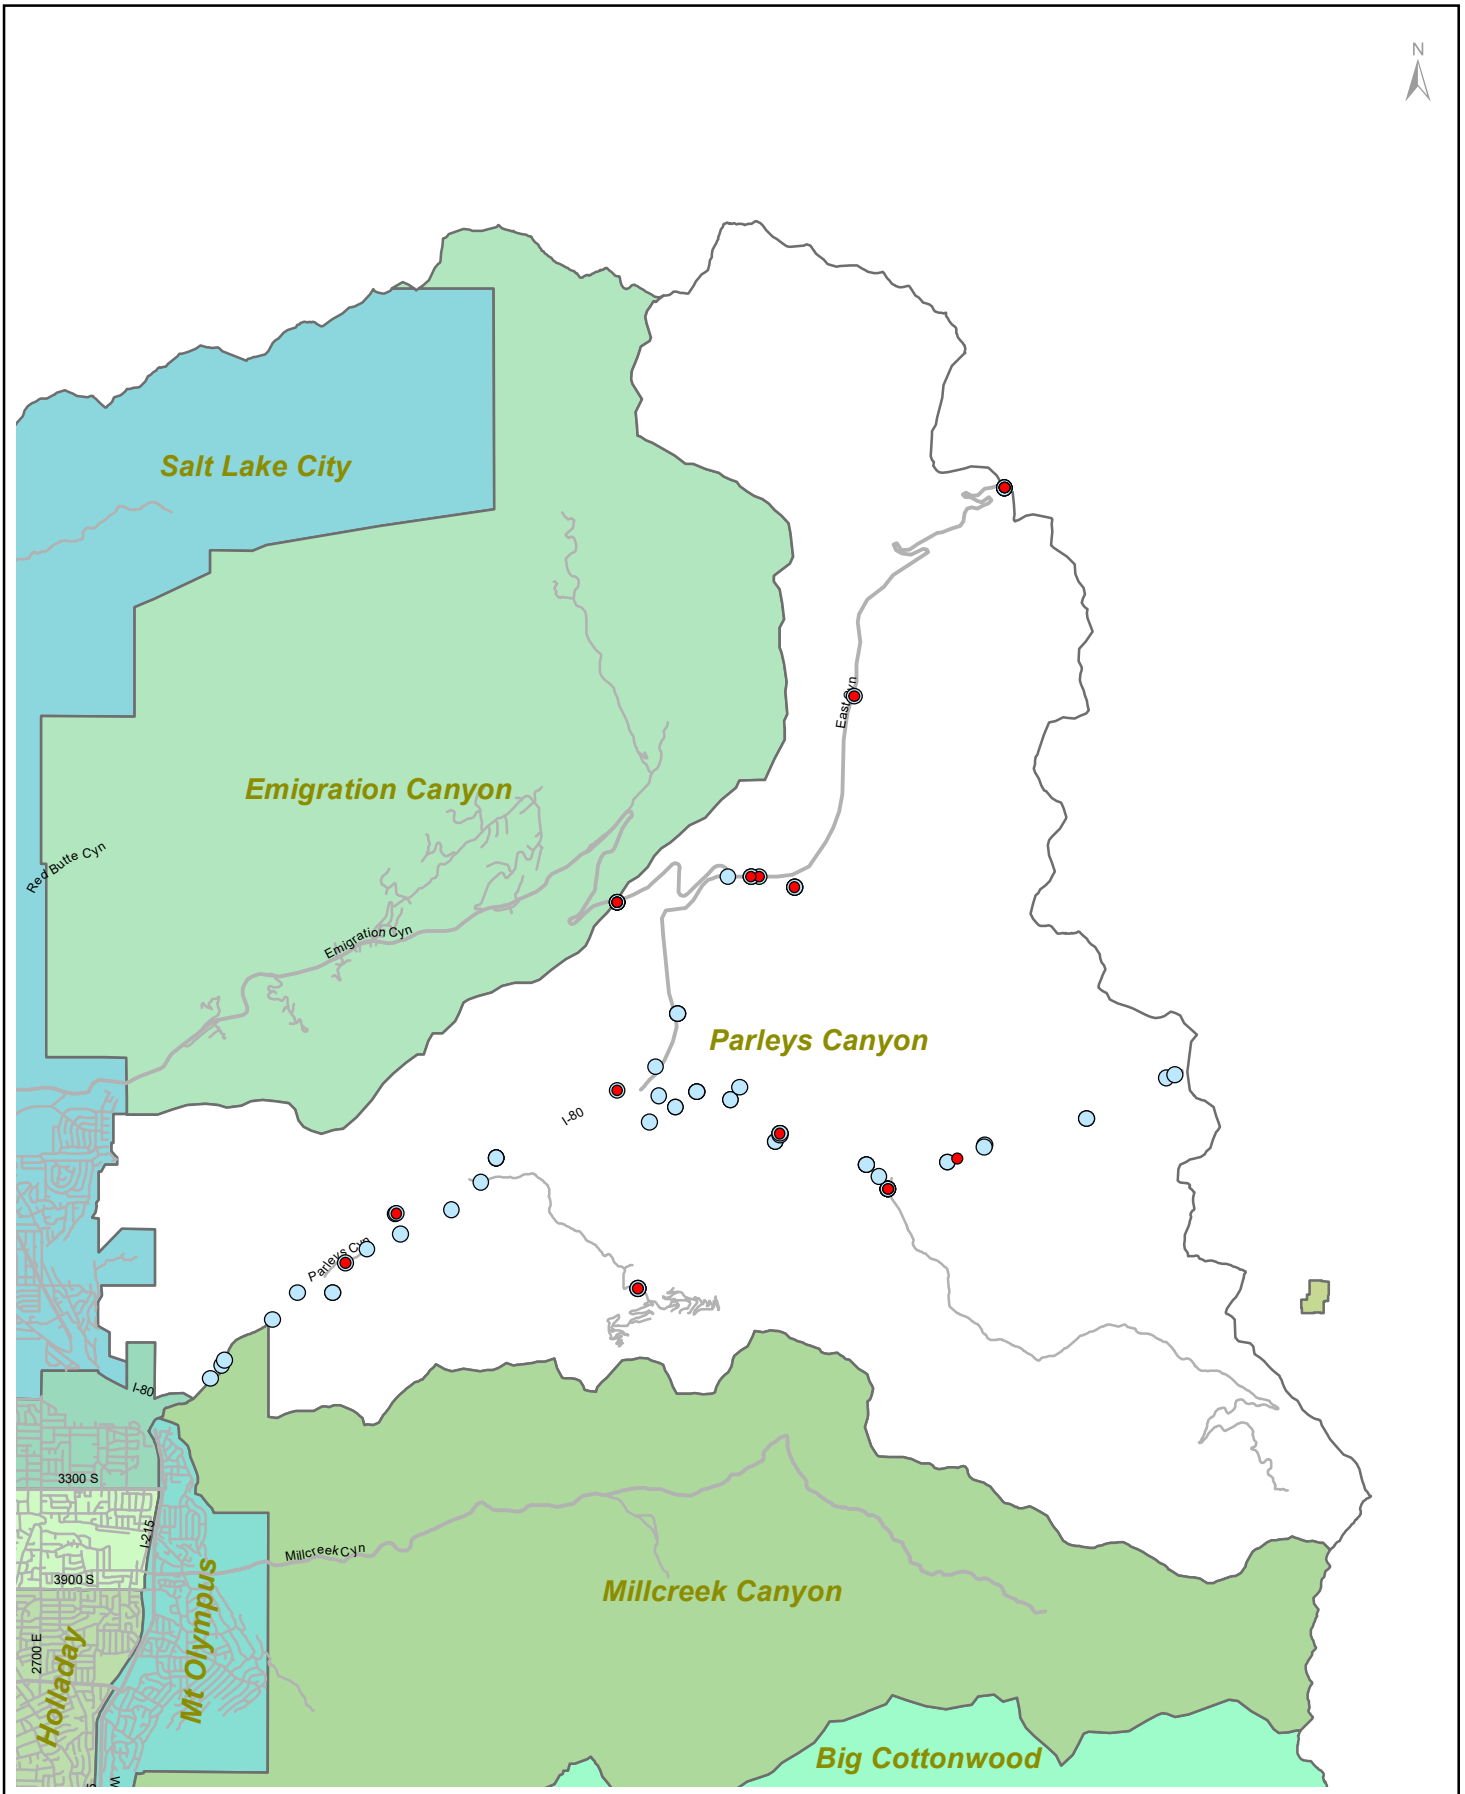 N
Salt Lake City
East Cyn
Emigration Canyon
Red Butte Cyn
Emigration Cyn
Parleys Canyon
I-80
Parleys Cyn
I-80
3300 S
I-215
Millcreek Cyn
3900 S
Millcreek Canyon
2700 E
Holladay
Mt Olympus
Big Cottonwood